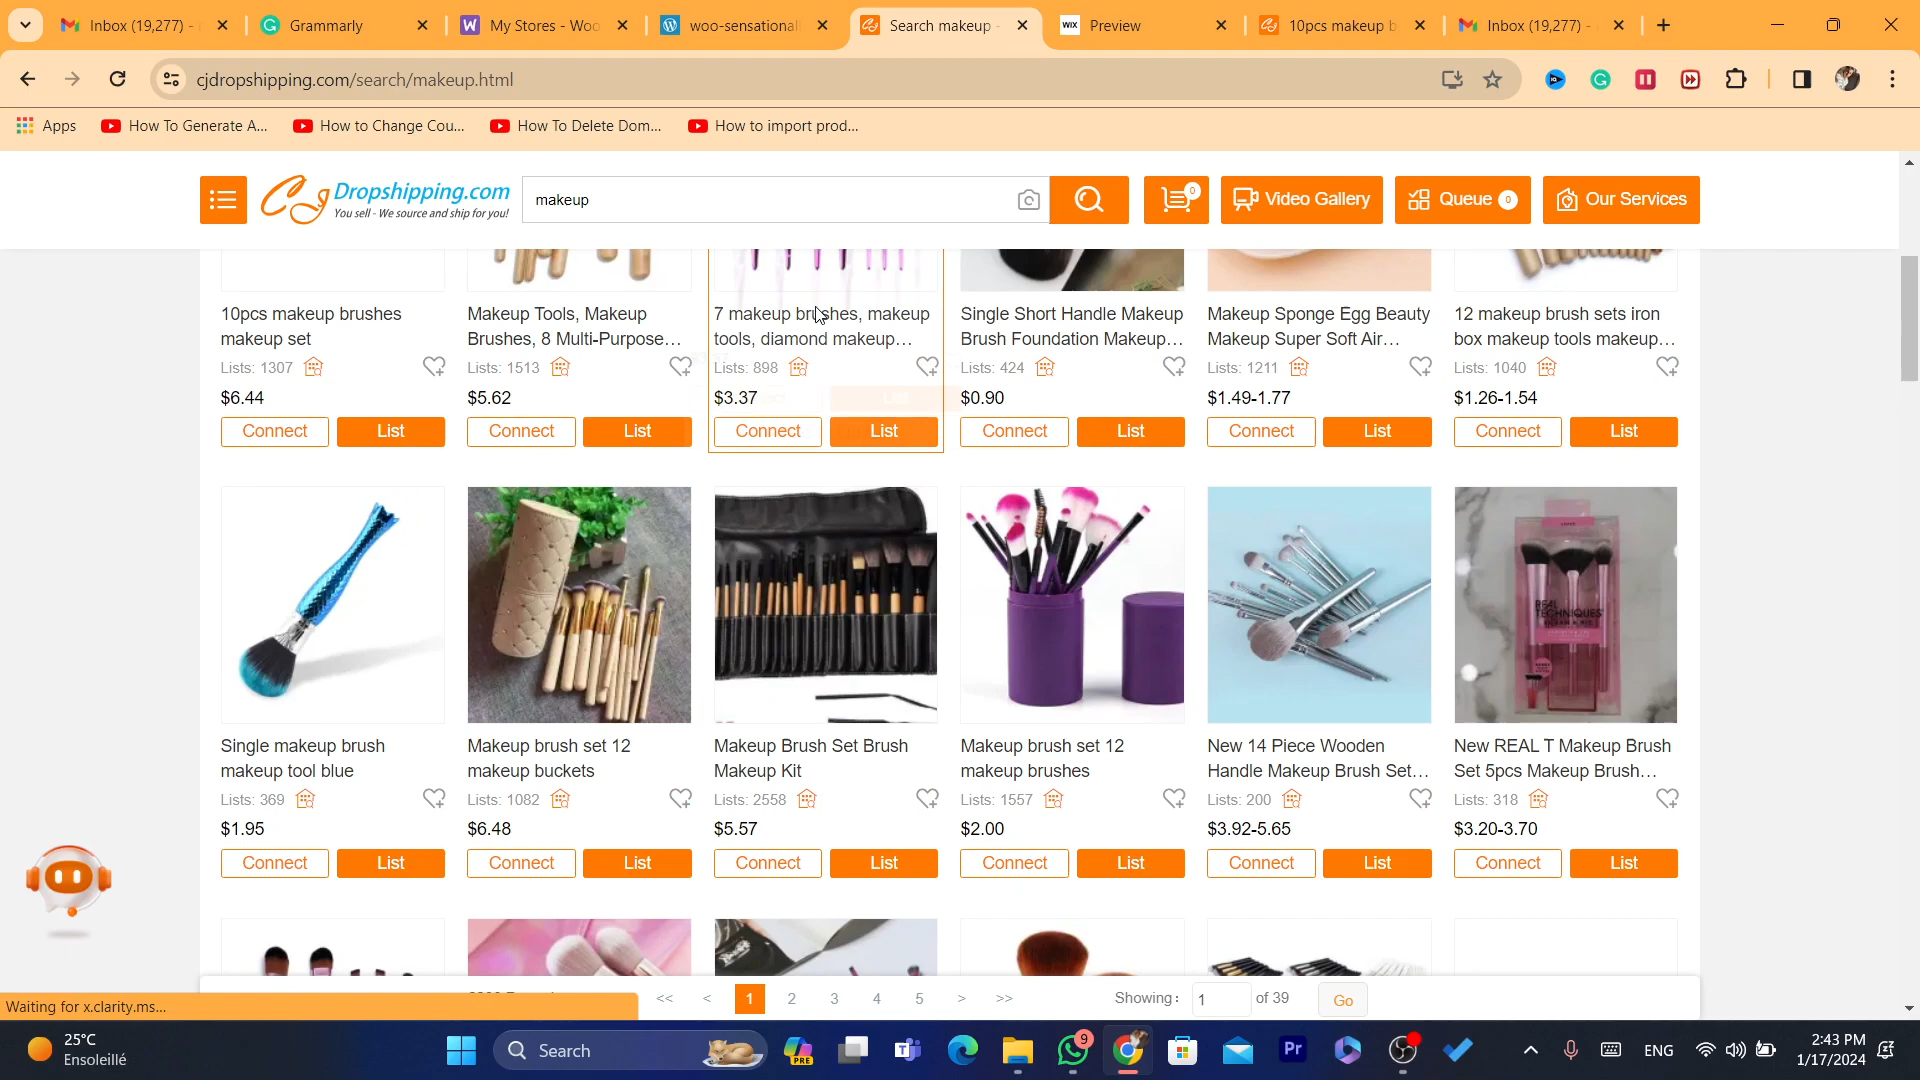 Inbox (19,277) -
Grammarly
My Stores - Woo
woo-sensational
Search makeup -
WIX Preview
10pcs makeup b
Inbox (19,277) -
cjdropshipping.com/search/makeup.html
Apps
How To Generate A...
How to Change Cou...
How To Delete Dom...
How to import prod...
CJ Dropshipping.com
You sell - We source and ship for you!
makeup
0
Video Gallery
Queue 0
Our Services
10pcs makeup brushes
makeup set
Lists: 1307
$6.44
Connect
List
Makeup Tools, Makeup
Brushes, 8 Multi-Purpose...
Lists: 1513
$5.62
Connect
List
7 makeup brushes, makeup
tools, diamond makeup...
Lists: 898
$3.37
Connect
List
Single Short Handle Makeup
Brush Foundation Makeup...
Lists: 424
$0.90
Connect
List
Makeup Sponge Egg Beauty
Makeup Super Soft Air...
Lists: 1211
$1.49-1.77
Connect
List
12 makeup brush sets iron
box makeup tools makeup...
Lists: 1040
$1.26-1.54
Connect
List
Single makeup brush
makeup tool blue
Lists: 369
$1.95
Connect
List
Makeup brush set 12
makeup buckets
Lists: 1082
$6.48
Connect
List
Makeup Brush Set Brush
Makeup Kit
Lists: 2558
$5.57
Connect
List
Makeup brush set 12
makeup brushes
Lists: 1557
$2.00
Connect
List
New 14 Piece Wooden
Handle Makeup Brush Set...
Lists: 200
$3.92-5.65
Connect
List
REAL
TECHNIQUES
New REAL T Makeup Brush
Set 5pcs Makeup Brush...
Lists: 318
$3.20-3.70
Connect
List
<< < 1 2 3 4 5 > >>
Showing: 1 of 39 Go
Waiting for x.clarity.ms...
25°C
Ensoleillé
Search
PRE
9
Pr
ENG
2:43 PM
1/17/2024